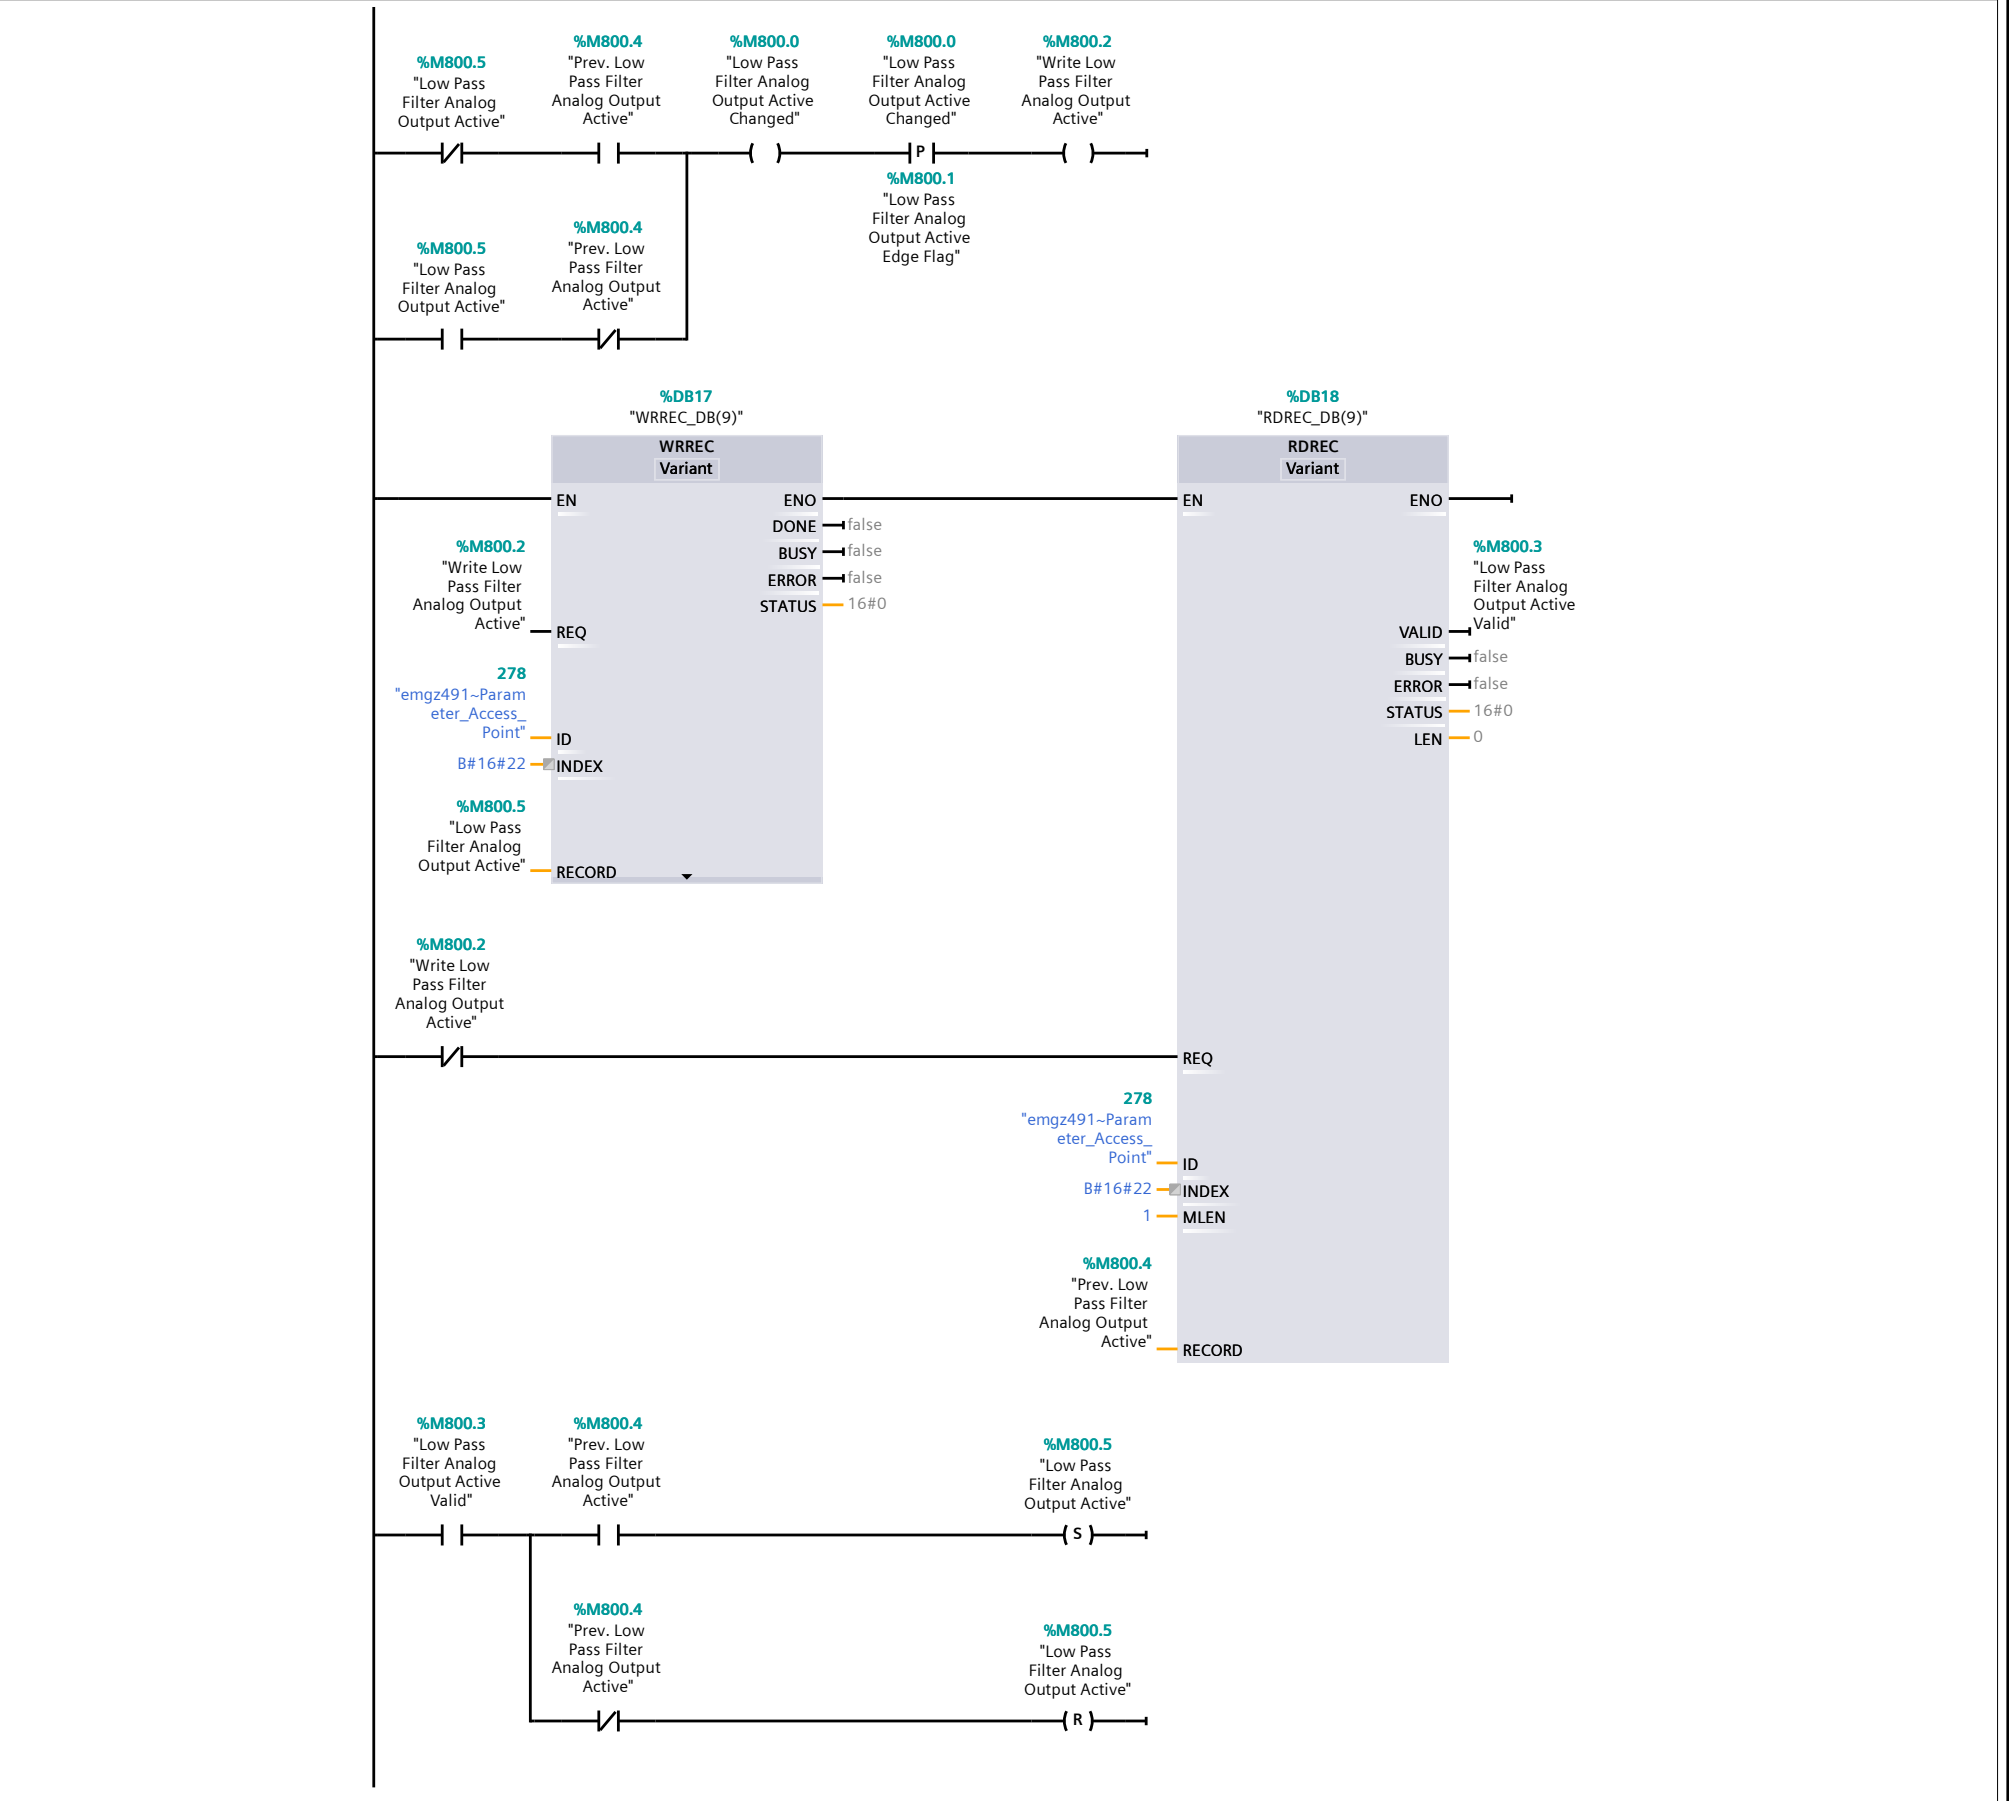 %M800.5
"Low Pass
Filter Analog
Output Active"
%M800.4
"Prev. Low
Pass Filter
Analog Output
Active"
%M800.0
"Low Pass
Filter Analog
Output Active
Changed"
%M800.0
"Low Pass
Filter Analog
Output Active
Changed"
P
%M800.1
"Low Pass
Filter Analog
Output Active
Edge Flag"
%M800.2
"Write Low
Pass Filter
Analog Output
Active"
%M800.5
"Low Pass
Filter Analog
Output Active"
%M800.4
"Prev. Low
Pass Filter
Analog Output
Active"
%DB17
"WRREC_DB(9)"
WRREC
Variant
EN
ENO
DONE
false
BUSY
false
ERROR
false
STATUS
16#0
%M800.2
"Write Low
Pass Filter
Analog Output
Active"
REQ
278
"emgz491~Param
eter_Access_
Point"
ID
B#16#22
INDEX
%M800.5
"Low Pass
Filter Analog
Output Active"
RECORD
%DB18
"RDREC_DB(9)"
RDREC
Variant
EN
ENO
%M800.3
"Low Pass
Filter Analog
Output Active
Valid"
VALID
BUSY
false
ERROR
false
STATUS
16#0
LEN
0
%M800.2
"Write Low
Pass Filter
Analog Output
Active"
REQ
278
"emgz491~Param
eter_Access_
Point"
ID
B#16#22
INDEX
1
MLEN
%M800.4
"Prev. Low
Pass Filter
Analog Output
Active"
RECORD
%M800.3
"Low Pass
Filter Analog
Output Active
Valid"
%M800.4
"Prev. Low
Pass Filter
Analog Output
Active"
%M800.5
"Low Pass
Filter Analog
Output Active"
S
%M800.4
"Prev. Low
Pass Filter
Analog Output
Active"
%M800.5
"Low Pass
Filter Analog
Output Active"
R